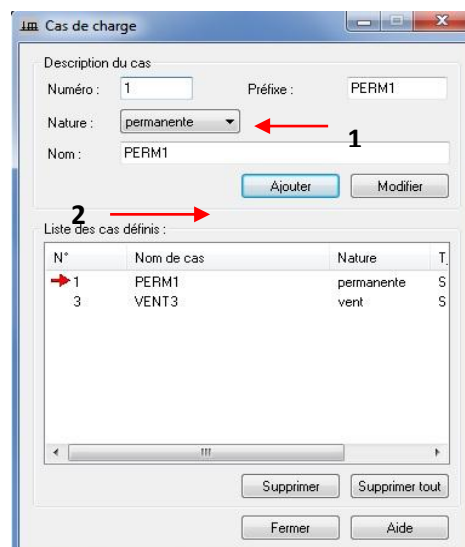 Cas de charge
Description du cas
Numéro : 1 Préfixe : PERM1
Nature : permanente 1
Nom : PERM1
Ajouter Modifier
2
Liste des cas définis :
N° Nom de cas Nature T.
1 PERM1 permanente S
3 VENT3 vent S
Supprimer Supprimer tout
Fermer Aide